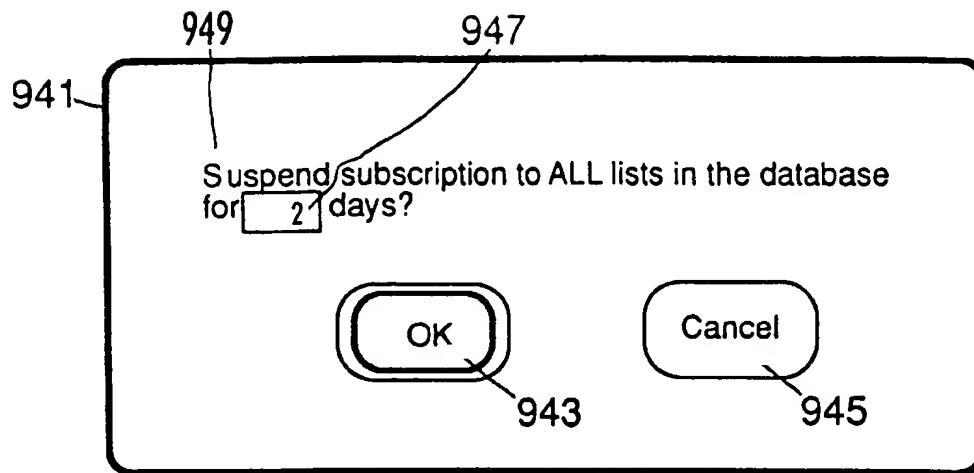 949 947
941
Suspend subscription to ALL lists in the database
for 2 days?
OK Cancel
943 945